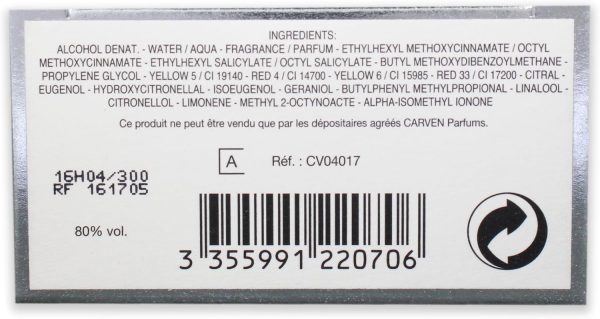 INGREDIENTS:
ALCOHOL DENAT. - WATER / AQUA - FRAGRANCE / PARFUM - ETHYLHEXYL METHOXYCINNAMATE / OCTYL
METHOXYCINNAMATE - ETHYLHEXYL SALICYLATE / OCTYL SALICYLATE - BUTYL METHOXYDIBENZOYLMETHANE -
PROPYLENE GLYCOL - YELLOW 5 / CI 19140 - RED 4 / CI 14700 - YELLOW 6 / CI 15985 - RED 33 / CI 17200 - CITRAL -
EUGENOL - HYDROXYCITRONELLAL - ISOEUGENOL - GERANIOL - BUTYLPHENYL METHYLPROPIONAL - LINALOOL -
CITRONELLOL - LIMONENE - METHYL 2-OCTYNOACTE - ALPHA-ISOMETHYL IONONE
Ce produit ne peut être vendu que par les dépositaires agréés CARVEN Parfums.
A Réf. : CV04017
16H04/300
RF 161705
80% vol.
3 355991 220706